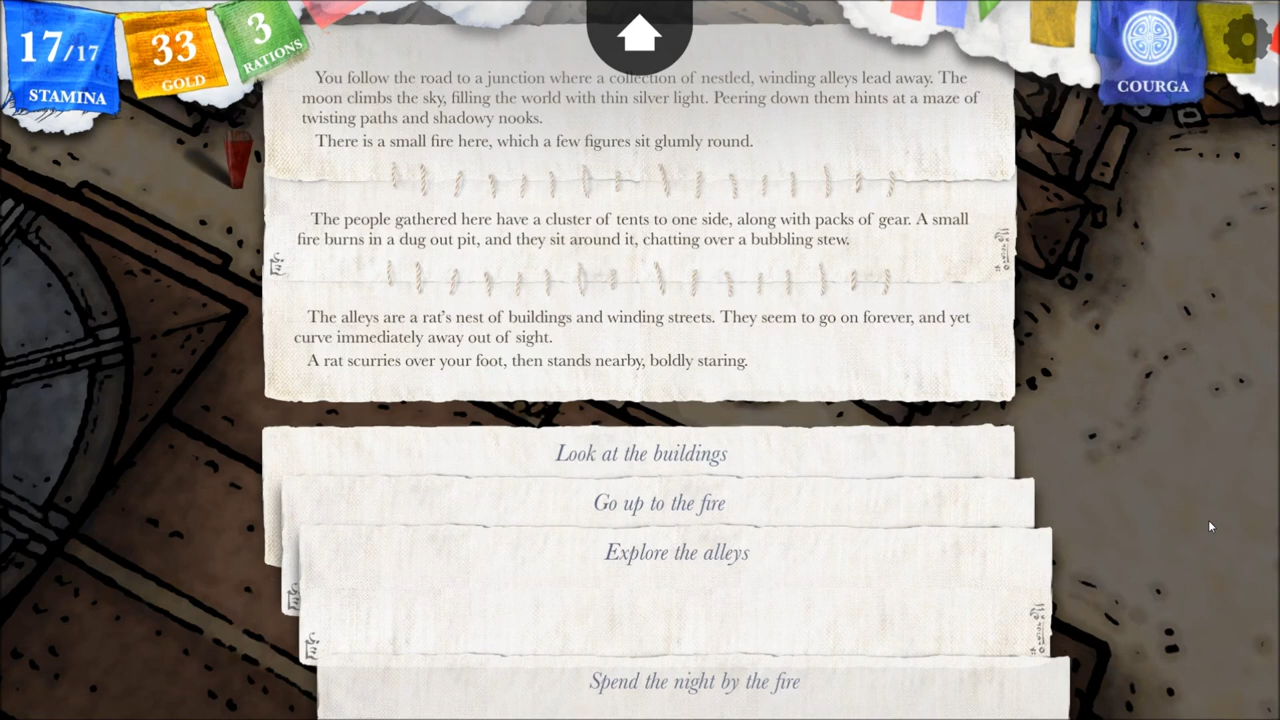 17/17
STAMINA
33
GOLD
3
RATIONS
COURGA
You follow the road to a junction where a collection of nestled, winding alleys lead away. The
moon climbs the sky, filling the world with thin silver light. Peering down them hints at a maze of
twisting paths and shadowy nooks.
There is a small fire here, which a few figures sit glumly round.
The people gathered here have a cluster of tents to one side, along with packs of gear. A small
fire burns in a dug out pit, and they sit around it, chatting over a bubbling stew.
The alleys are a rat's nest of buildings and winding streets. They seem to go on forever, and yet
curve immediately away out of sight.
A rat scurries over your foot, then stands nearby, boldly staring.
Look at the buildings
Go up to the fire
Explore the alleys
Spend the night by the fire